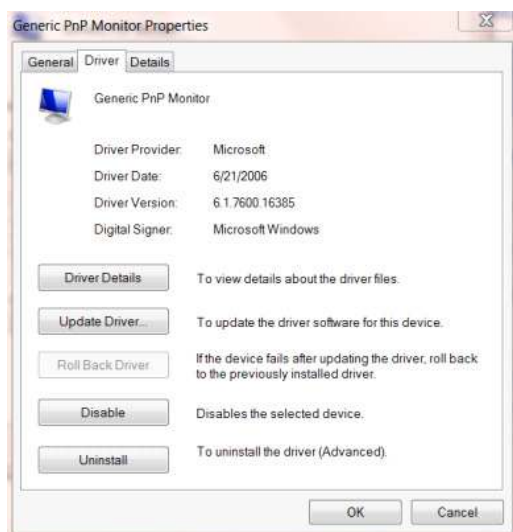 Generic PnP Monitor Properties
General Driver Details
Generic PnP Monitor
Driver Provider: Microsoft
Driver Date: 6/21/2006
Driver Version: 6.1.7600.16385
Digital Signer: Microsoft Windows
Driver Details To view details about the driver files.
Update Driver... To update the driver software for this device.
Roll Back Driver If the device fails after updating the driver, roll back
to the previously installed driver.
Disable Disables the selected device.
Uninstall To uninstall the driver (Advanced).
OK Cancel